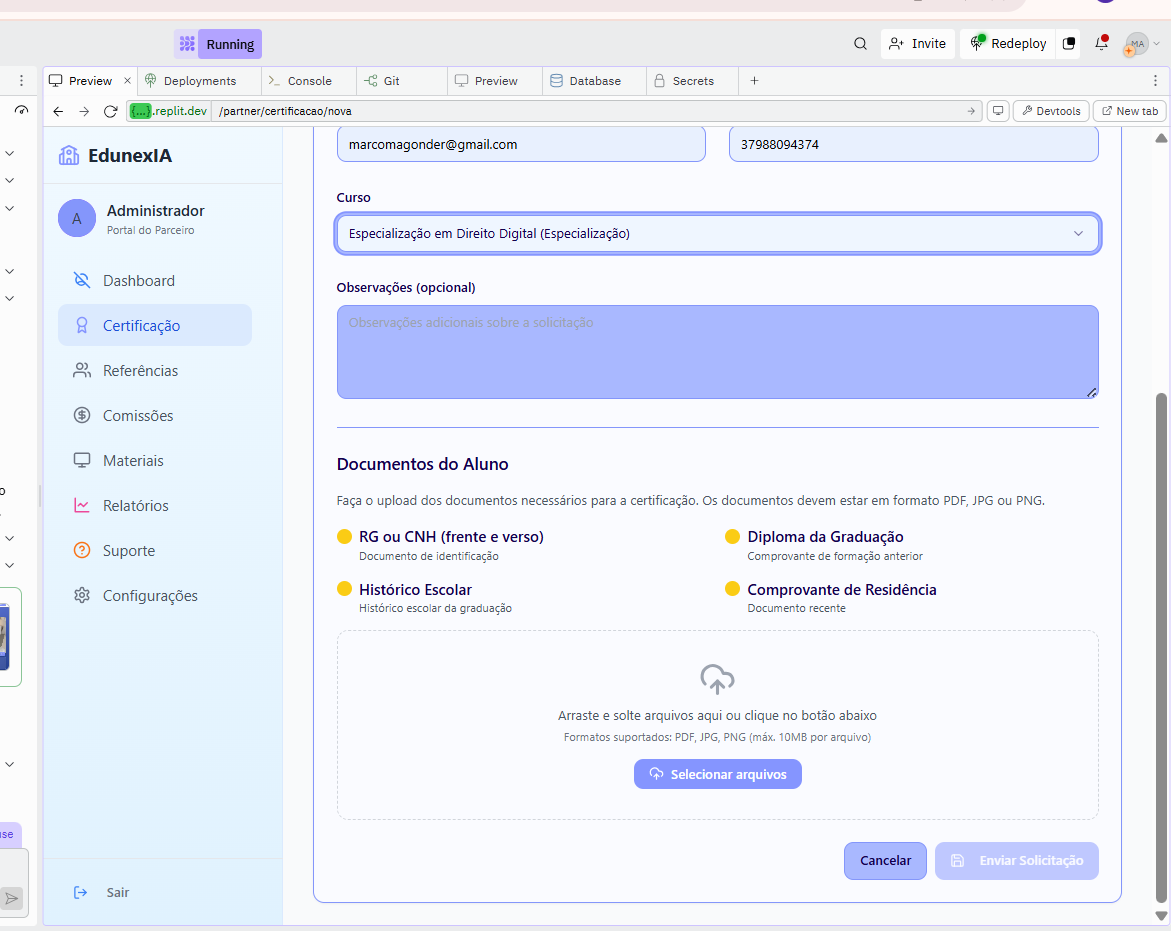 Running
Invite
Redeploy
MA
Preview
Deployments
Console
Git
Preview
Database
Secrets
{...}.replit.dev
/partner/certificacao/nova
Devtools
New tab
EdunexIA
A
Administrador
Portal do Parceiro
Dashboard
Certificação
Referências
Comissões
Materiais
Relatórios
Suporte
Configurações
Sair
marcomagonder@gmail.com
37988094374
Curso
Especialização em Direito Digital (Especialização)
Observações (opcional)
Observações adicionais sobre a solicitação
Documentos do Aluno
Faça o upload dos documentos necessários para a certificação. Os documentos devem estar em formato PDF, JPG ou PNG.
RG ou CNH (frente e verso)
Documento de identificação
Diploma da Graduação
Comprovante de formação anterior
Histórico Escolar
Histórico escolar da graduação
Comprovante de Residência
Documento recente
Arraste e solte arquivos aqui ou clique no botão abaixo
Formatos suportados: PDF, JPG, PNG (máx. 10MB por arquivo)
Selecionar arquivos
Cancelar
Enviar Solicitação